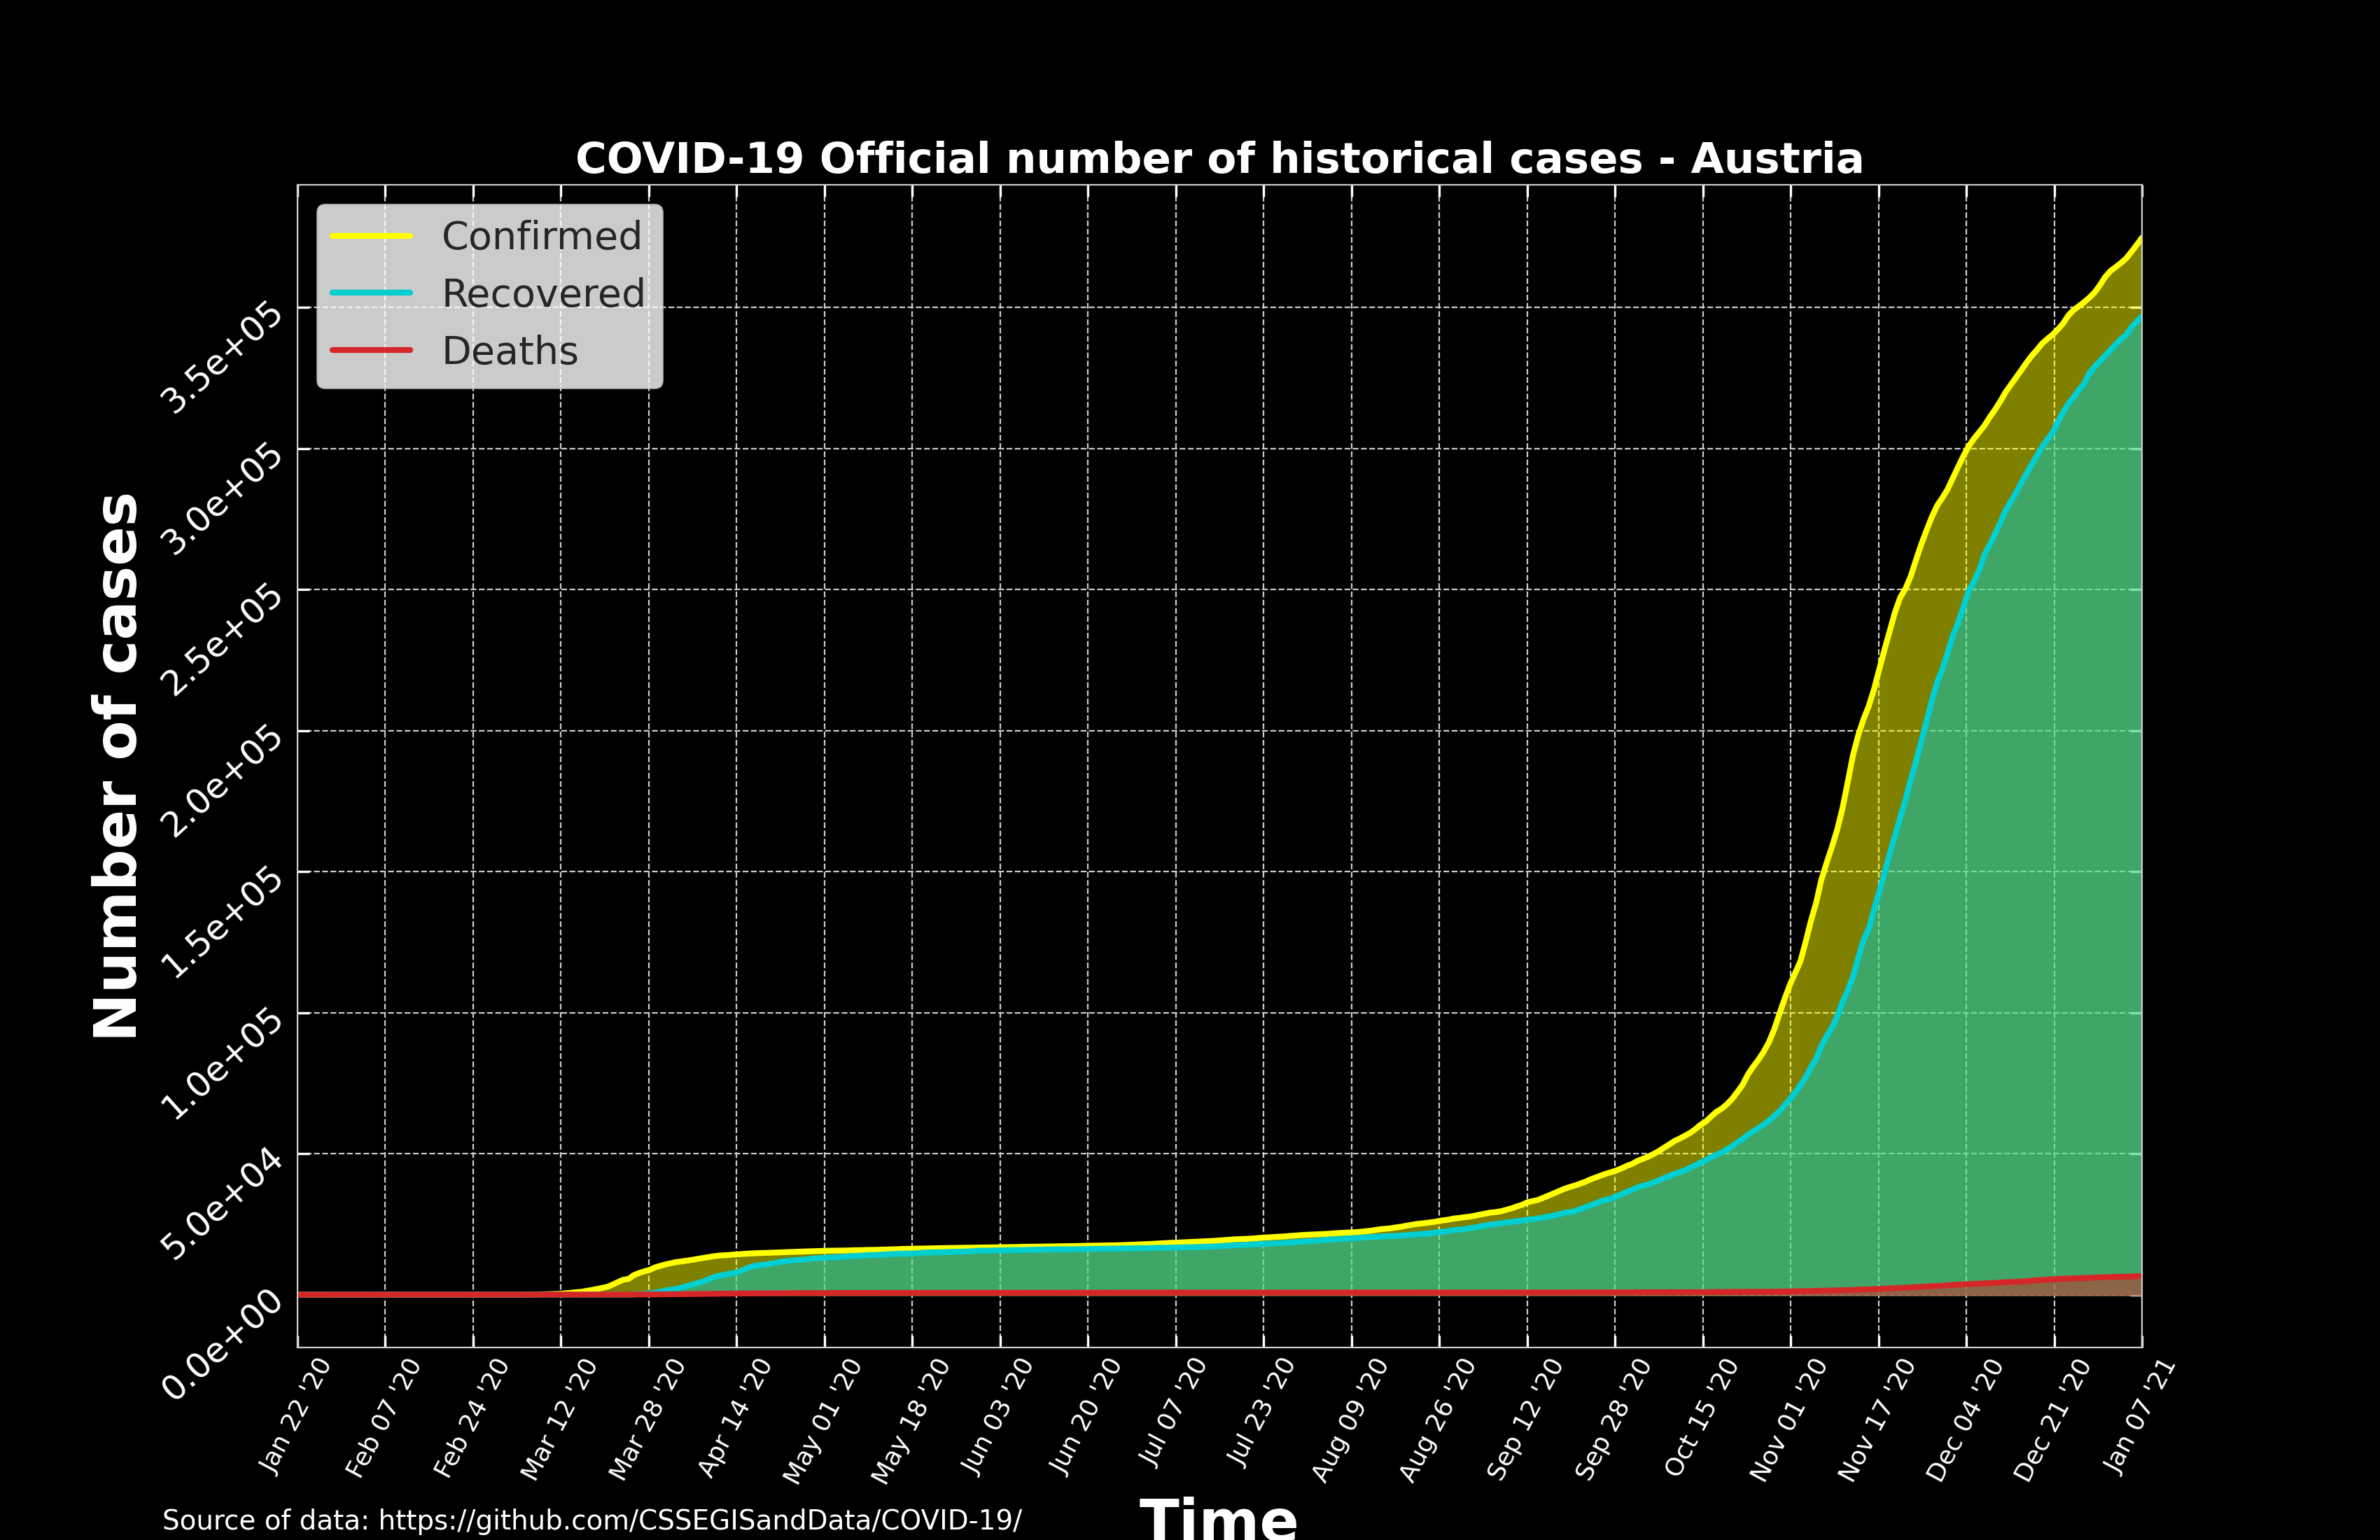 COVID-19 Official number of historical cases - Austria
Confirmed
Recovered
Deaths
Number of cases
3.5e+05
3.0e+05
2.5e+05
2.0e+05
1.5e+05
1.0e+05
5.0e+04
0.0e+00
Jan 22 '20
Feb 07 '20
Feb 24 '20
Mar 12 '20
Mar 28 '20
Apr 14 '20
May 01 '20
May 18 '20
Jun 03 '20
Jun 20 '20
Jul 07 '20
Jul 23 '20
Aug 09 '20
Aug 26 '20
Sep 12 '20
Sep 28 '20
Oct 15 '20
Nov 01 '20
Nov 17 '20
Dec 04 '20
Dec 21 '20
Jan 07 '21
Time
Source of data: https://github.com/CSSEGISandData/COVID-19/